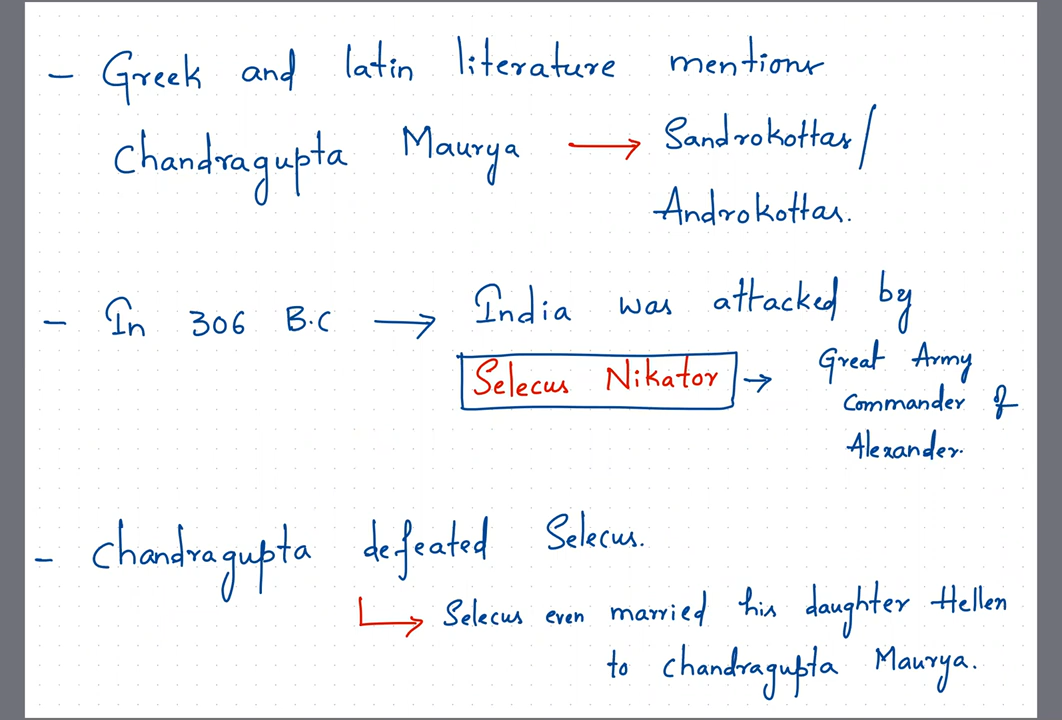 - Greek and latin literature mentions
Chandragupta Maurya → Sandrokottas/
Androkottas.
- In 306 B.C → India was attacked by
Selecus Nikator → Great Army
Commander of
Alexander.
- Chandragupta defeated Selecus.
↳ Selecus even married his daughter Hellen
to Chandragupta Maurya.